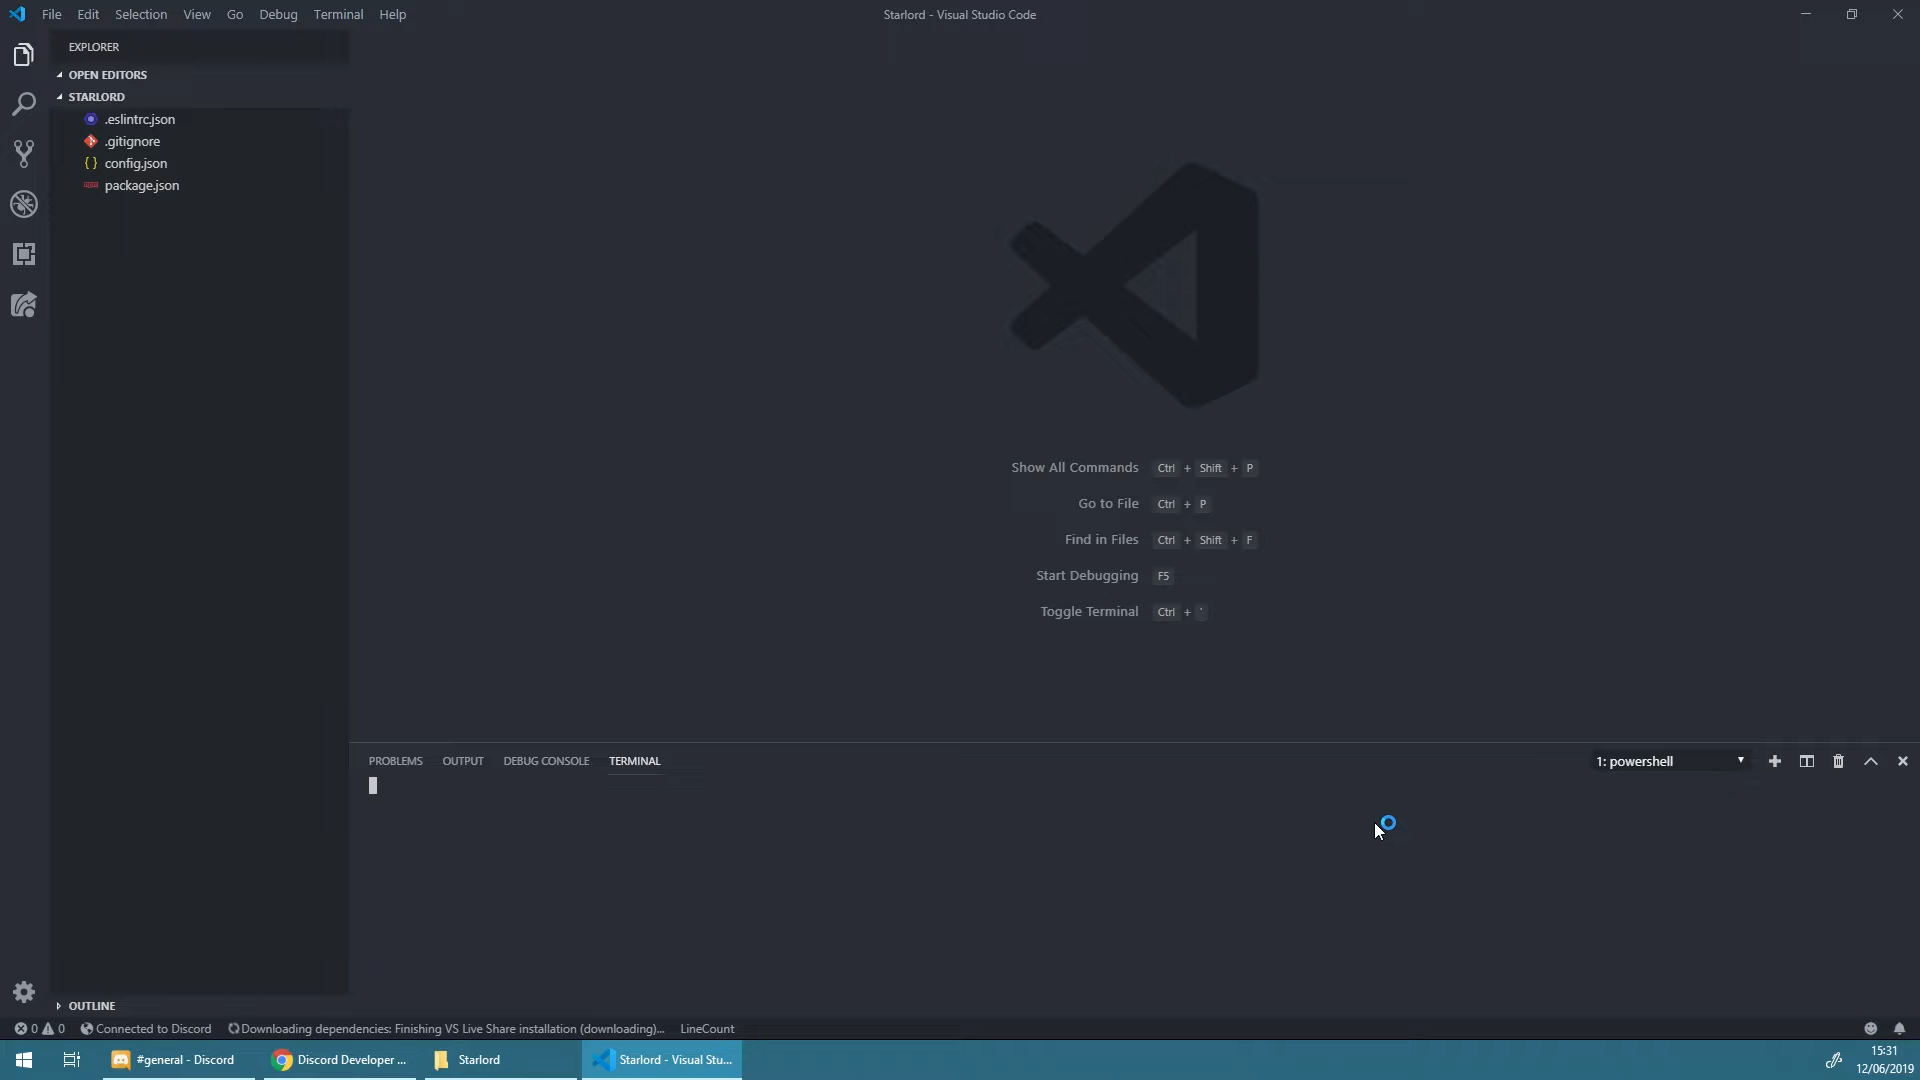 File Edit Selection View Go Debug Terminal Help
Starlord - Visual Studio Code
EXPLORER
OPEN EDITORS
STARLORD
.eslintrc.json
.gitignore
{ } config.json
package.json
Show All Commands Ctrl + Shift + P
Go to File Ctrl + P
Find in Files Ctrl + Shift + F
Start Debugging F5
Toggle Terminal Ctrl + '
PROBLEMS OUTPUT DEBUG CONSOLE TERMINAL
1: powershell
OUTLINE
0 0 Connected to Discord Downloading dependencies: Finishing VS Live Share installation (downloading)... LineCount
#general - Discord
Discord Developer ...
Starlord
Starlord - Visual Stu...
15:31
12/06/2019